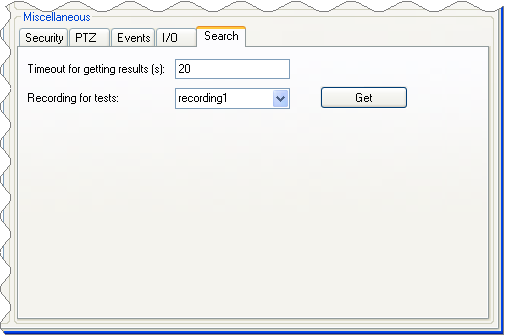 Miscellaneous
Security PTZ Events I/O Search
Timeout for getting results (s): 20
Recording for tests: recording1 Get